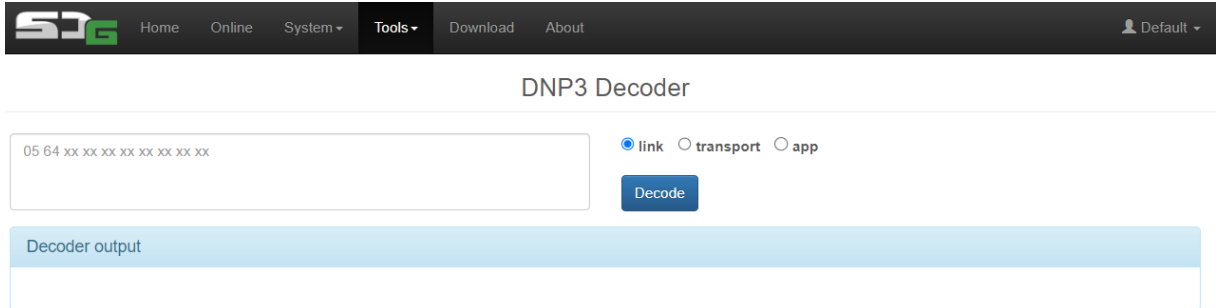 SDG Home Online System Tools Download About Default
DNP3 Decoder
05 64 xx xx xx xx xx xx xx xx
link transport app
Decode
Decoder output